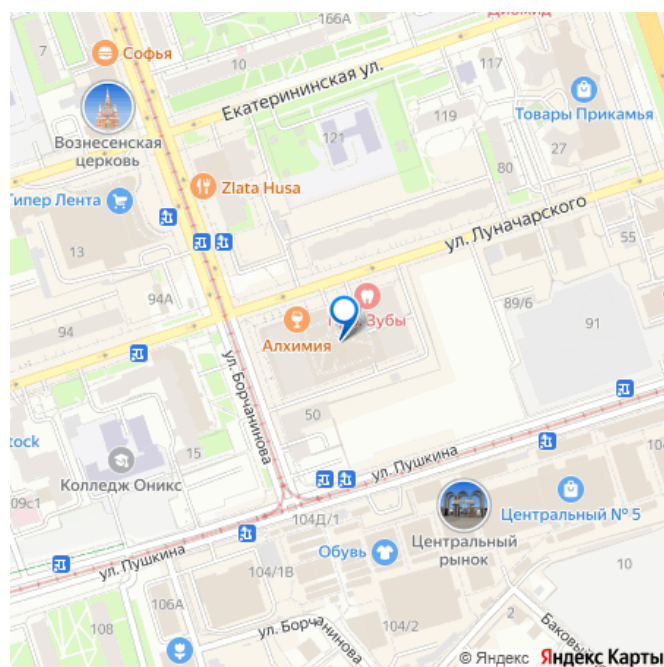 166А
Диомид
7
Софья
10
117
Екатерининская ул.
Товары Прикамья
121
119
Вознесенская
церковь
27
80
Zlata Husa
Гипер Лента
ул. Луначарского
13
55
94А
89/6
94
Зубы
91
Алхимия
ул. Борчанинова
50
15
ул. Пушкина
Колледж Оникс
09с1
104Д/1
Центральный № 5
Центральный
рынок
Обувь
ул. Пушкина
104/1В
10
106А
2
108
ул. Борчанинова
104/2
Баковы
© Яндекс Яндекс Карты